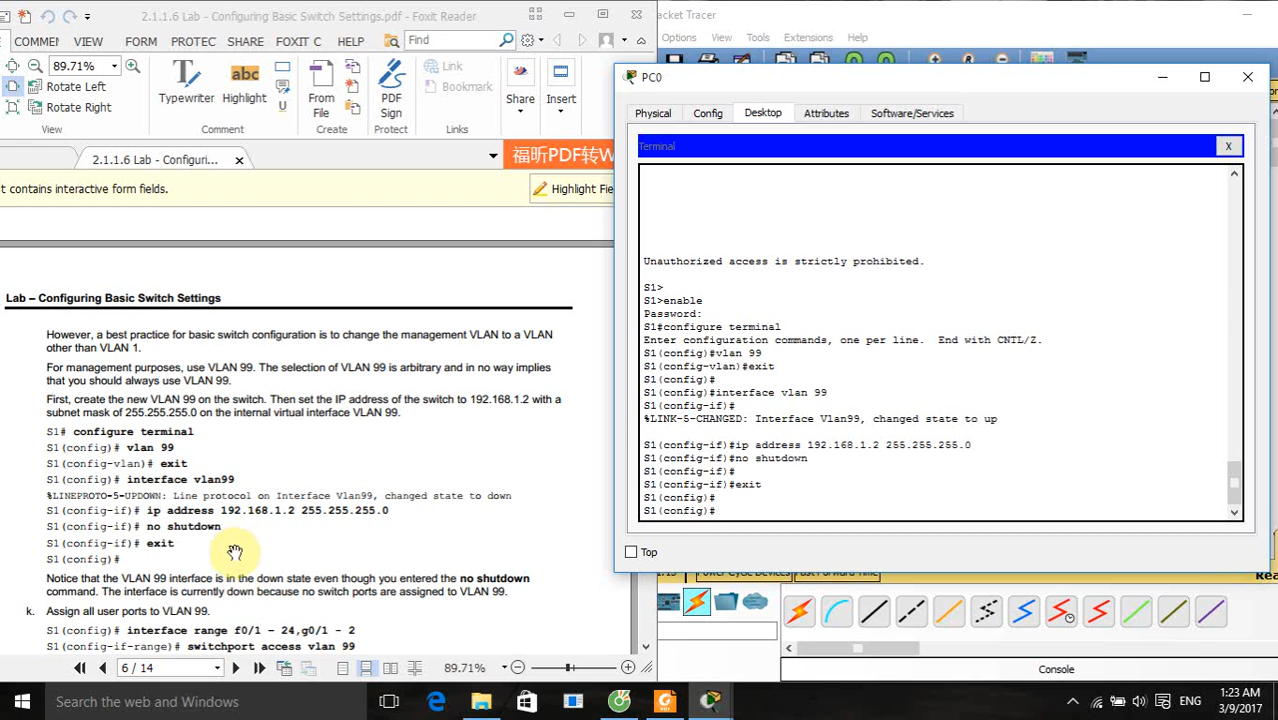 2.1.1.6 Lab - Configuring Basic Switch Settings.pdf - Foxit Reader
COMMEI VIEW FORM PROTEC SHARE FOXIT C HELP Find
89.71%
Rotate Left
Rotate Right
View
Typewriter
Highlight
Comment
From File
Create
PDF Sign
Protect
Link
Bookmark
Links
Share
Insert
2.1.1.6 Lab - Configuri...
福昕PDF转W
t contains interactive form fields.
Highlight Fie
Lab – Configuring Basic Switch Settings
However, a best practice for basic switch configuration is to change the management VLAN to a VLAN
other than VLAN 1.
For management purposes, use VLAN 99. The selection of VLAN 99 is arbitrary and in no way implies
that you should always use VLAN 99.
First, create the new VLAN 99 on the switch. Then set the IP address of the switch to 192.168.1.2 with a
subnet mask of 255.255.255.0 on the internal virtual interface VLAN 99.
S1# configure terminal
S1(config)# vlan 99
S1(config-vlan)# exit
S1(config)# interface vlan99
%LINEPROTO-5-UPDOWN: Line protocol on Interface Vlan99, changed state to down
S1(config-if)# ip address 192.168.1.2 255.255.255.0
S1(config-if)# no shutdown
S1(config-if)# exit
S1(config)#
Notice that the VLAN 99 interface is in the down state even though you entered the no shutdown
command. The interface is currently down because no switch ports are assigned to VLAN 99.
k. Assign all user ports to VLAN 99.
S1(config)# interface range f0/1 – 24,g0/1 - 2
S1(config-if-range)# switchport access vlan 99
6 / 14
89.71%
acket Tracer
Options View Tools Extensions Help
PC0
Physical Config Desktop Attributes Software/Services
Terminal
X
Unauthorized access is strictly prohibited.
S1>
S1>enable
Password:
S1#configure terminal
Enter configuration commands, one per line. End with CNTL/Z.
S1(config)#vlan 99
S1(config-vlan)#exit
S1(config)#
S1(config)#interface vlan 99
S1(config-if)#
%LINK-5-CHANGED: Interface Vlan99, changed state to up
S1(config-if)#ip address 192.168.1.2 255.255.255.0
S1(config-if)#no shutdown
S1(config-if)#
S1(config-if)#exit
S1(config)#
S1(config)#
Top
Power Cycle Devices Fast Forward Time
Rea
Console
Search the web and Windows
ENG
1:23 AM
3/9/2017